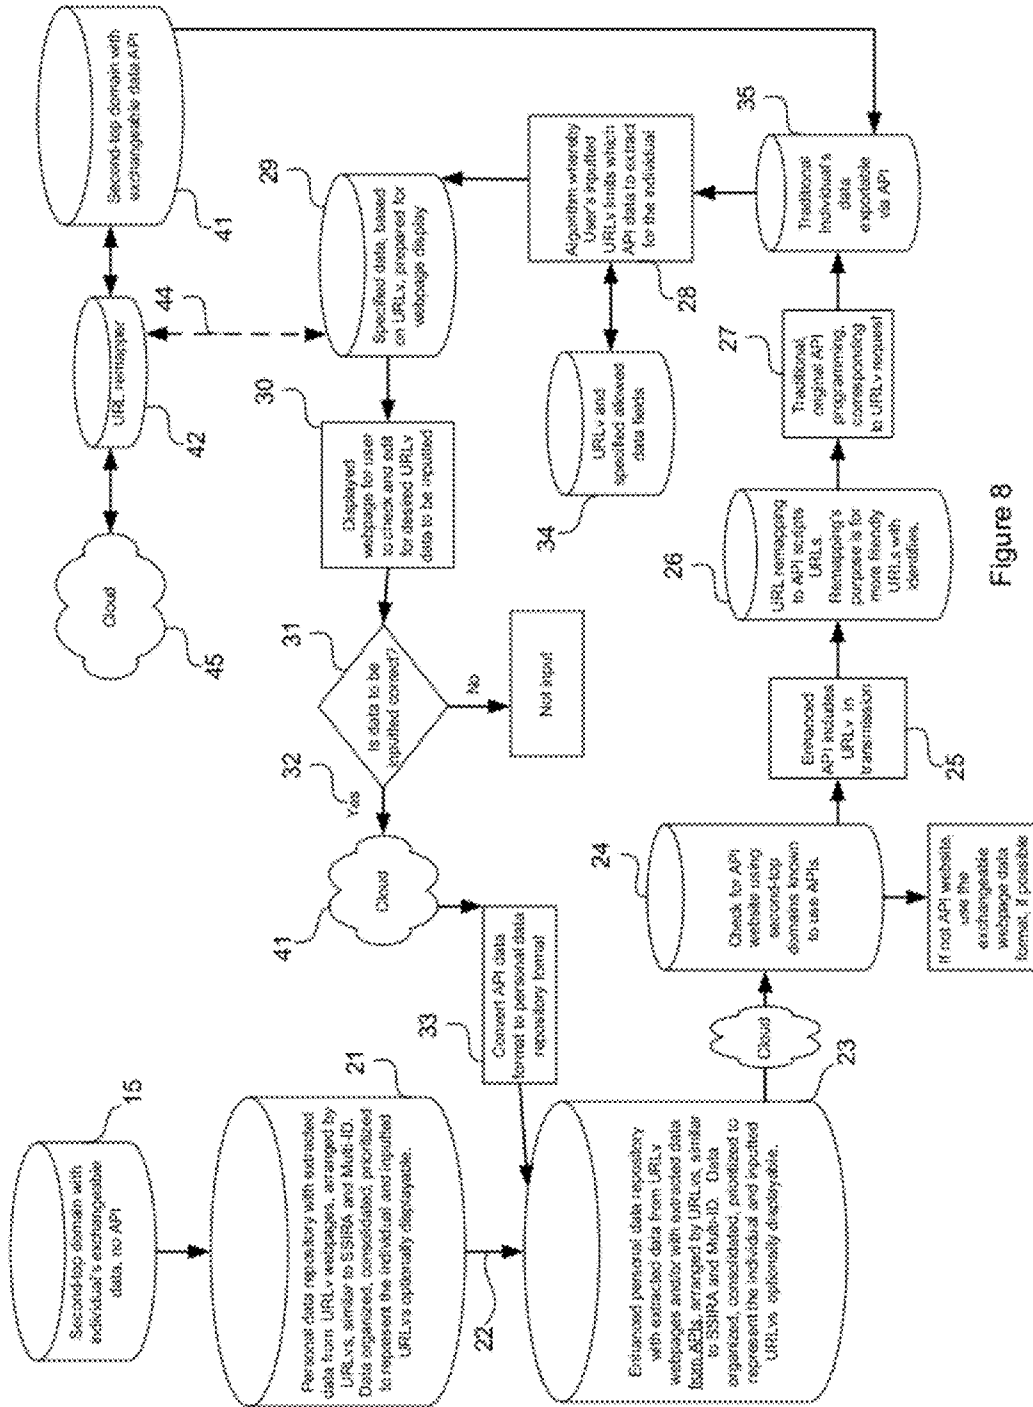 15
Second-top domain with
individual's exchangeable
data, no API
21
Personal data repository with extracted
data from URLv webpages, arranged by
URLvs, similar to SSIRA and Multi-ID.
Data organized, consolidated, prioritized
to represent the individual and inputted
URLvs optionally displayable.
22
Enhanced personal data repository
with extracted data from URLv
webpages and/or with extracted data
from APIs, arranged by URLvs, similar
to SSIRA and Multi-ID. Data
organized, consolidated, prioritized to
represent the individual and inputted
URLvs optionally displayable.
23
Cloud
24
Check for API
website using
second-top
domains known
to use APIs.
If not API website,
use the
exchangeable
webpage data
format, if possible
Enhanced
API includes
URLv in
transmission
25
26
URL remapping
to API scripts
URLs.
Remapping's
purpose is for
more friendly
URLs with
identities.
27
Traditional,
original API
programming,
corresponding
to URLv request
35
Traditional
individual's
data
expandable
via API
Algorithm whereby
User's inputted
URLv limits which
API data to extract
for the individual
28
URLv and
specified allowed
data fields
34
29
Specified data, based
on URLv, prepared for
webpage display
30
Displayed
webpage for user
to check and edit
for desired URLv
data to be inputted
31
Is data to be
inputted correct?
No
Not input
32
Yes
Cloud
41
33
Convert API data
format to personal data
repository format
Second-top domain with
exchangeable data API
41
URL remapper
42
44
Cloud
45
Figure 8